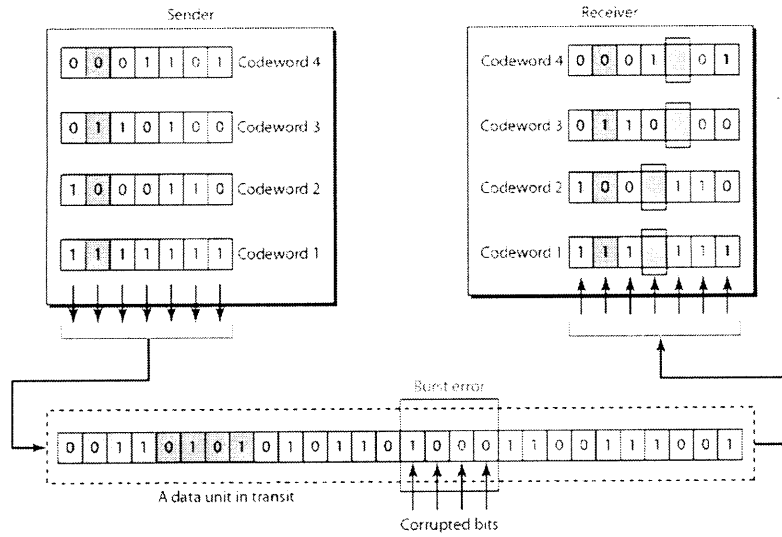 Sender
Receiver
0 0 0 1 1 0 1 Codeword 4
Codeword 4 0 0 0 1 0 1
0 1 1 0 1 0 0 Codeword 3
Codeword 3 0 1 1 0 0 0
1 0 0 0 1 1 0 Codeword 2
Codeword 2 1 0 0 1 1 0
1 1 1 1 1 1 1 Codeword 1
Codeword 1 1 1 1 1 1 1
Burst error
0 0 1 1 0 1 0 1 0 1 0 1 1 0 1 0 0 0 1 1 0 0 1 1 1 0 0 1
A data unit in transit
Corrupted bits